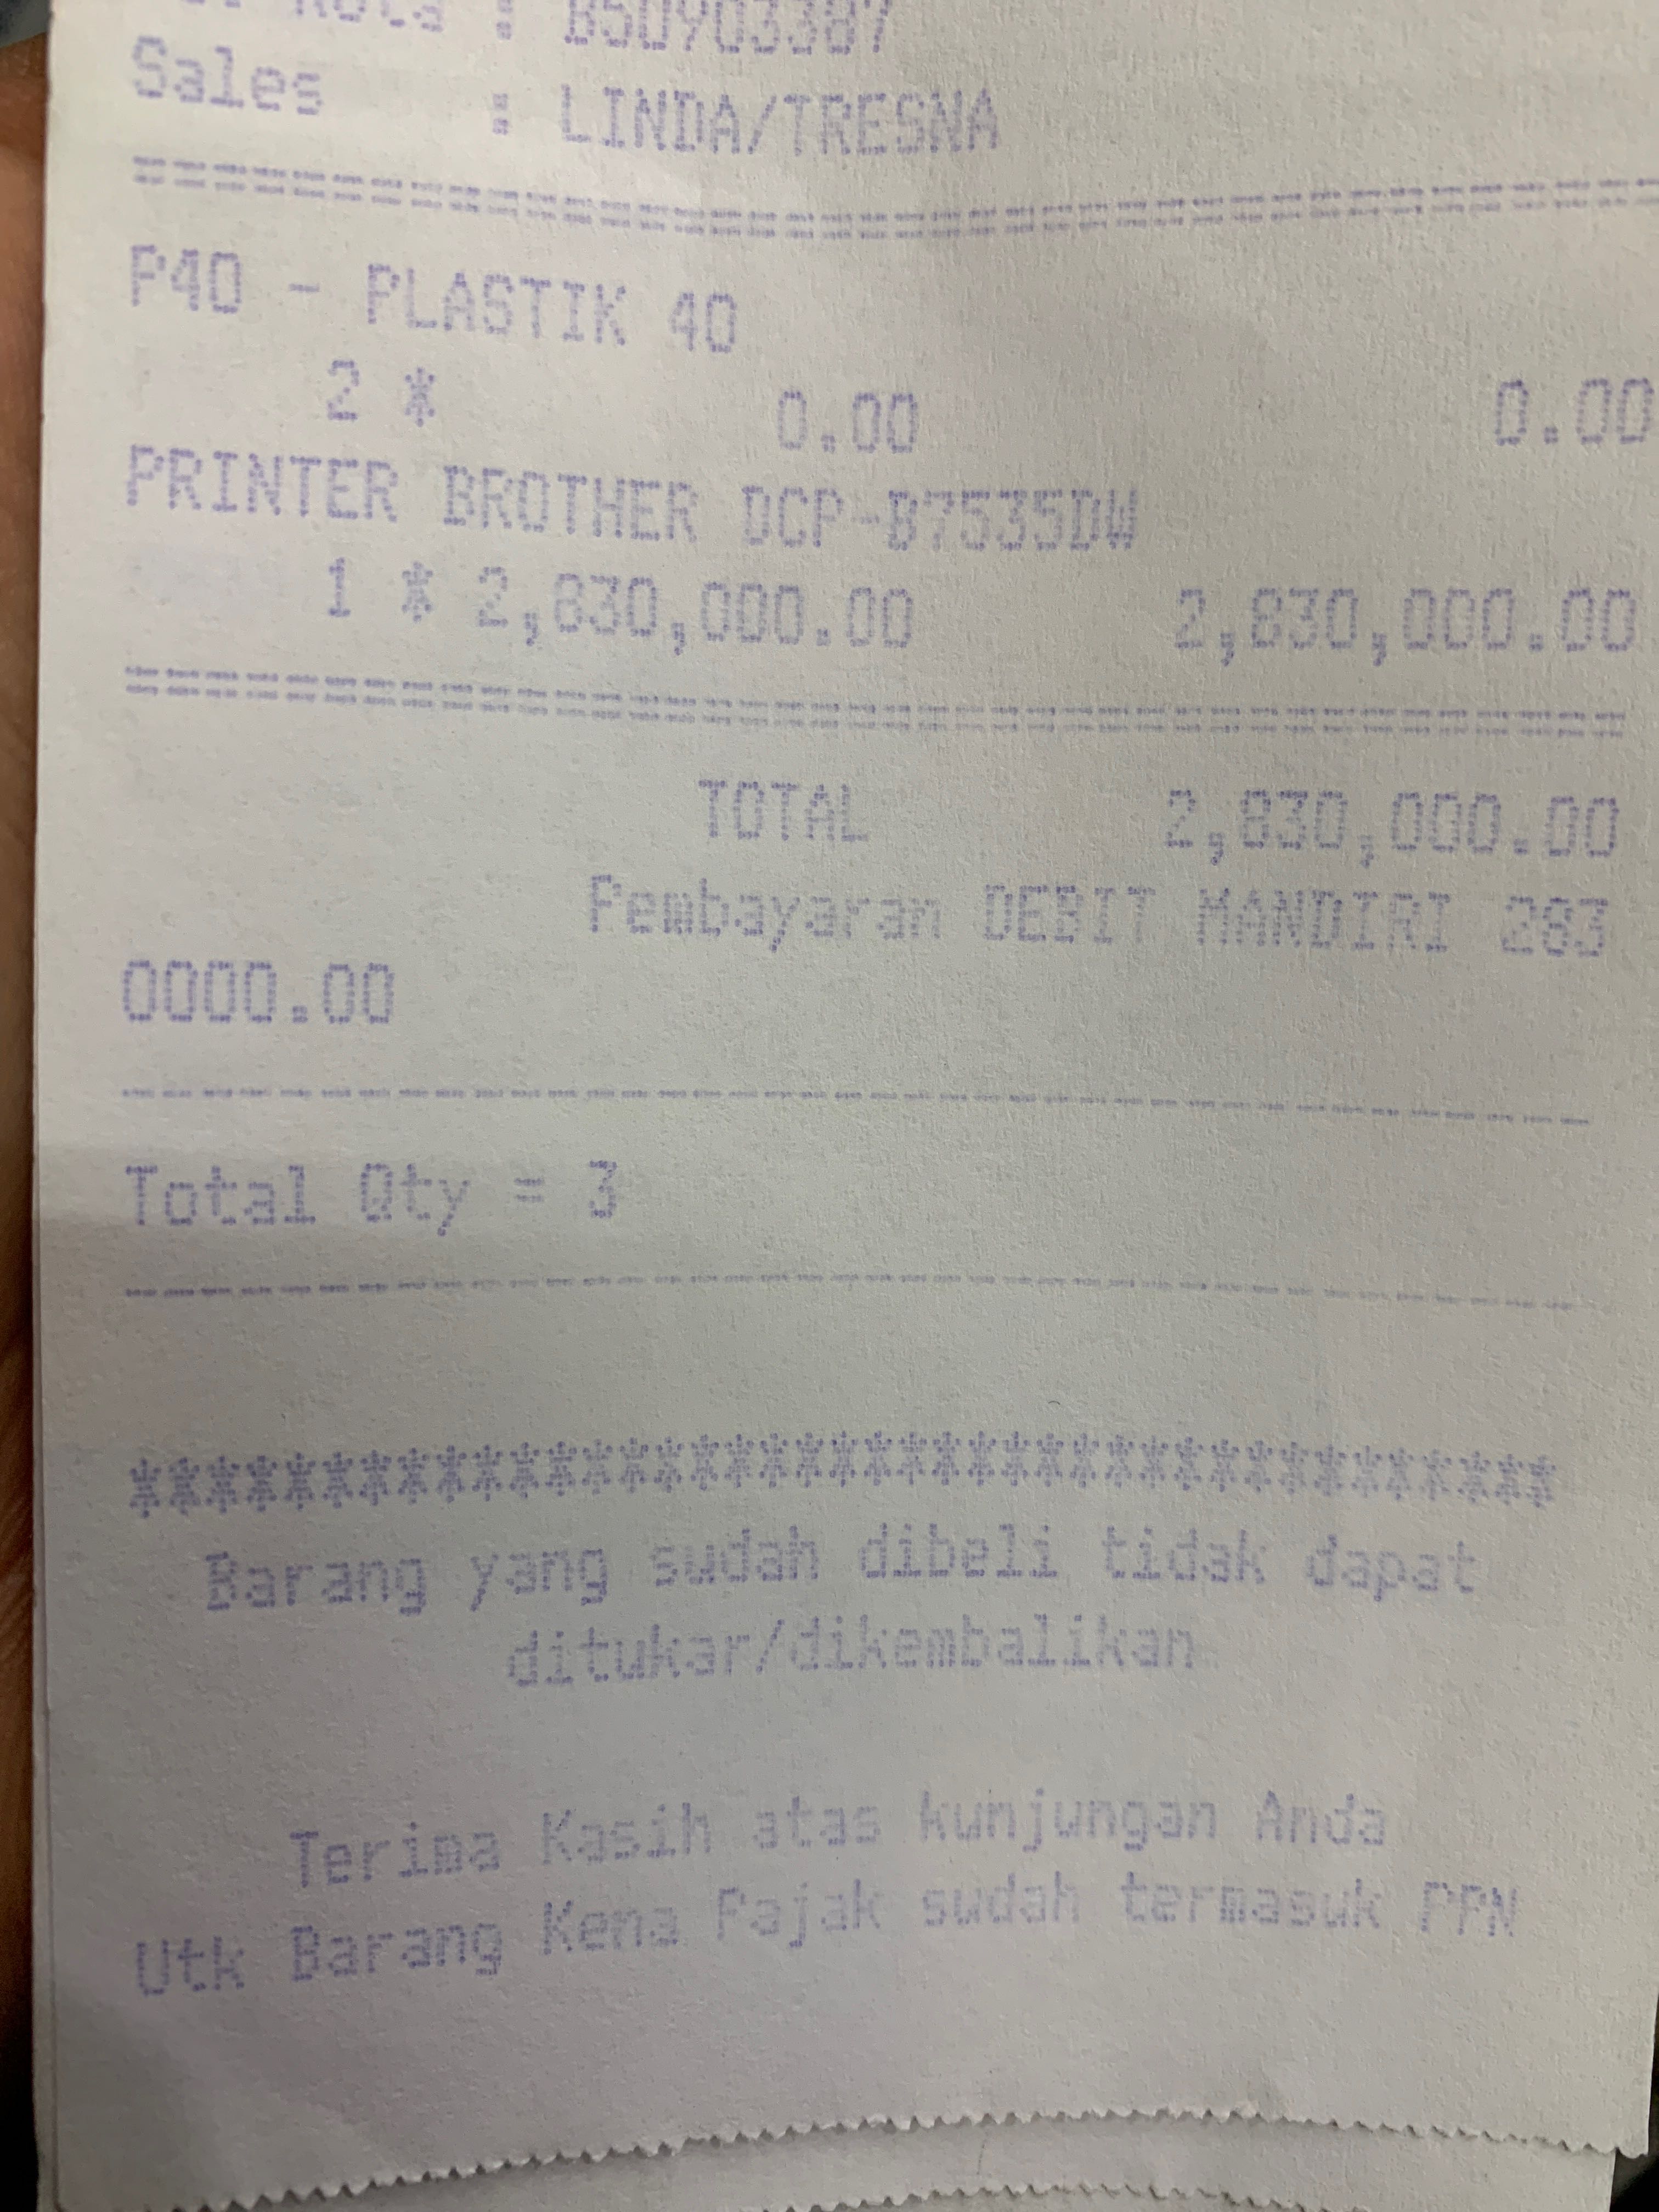 Nota : BSD903387
Sales : LINDA/TRESNA
P40 - PLASTIK 40
2 * 0.00 0.00
PRINTER BROTHER DCP-B7535DW
1 * 2,830,000.00 2,830,000.00
TOTAL 2,830,000.00
Pembayaran DEBIT MANDIRI 283
0000.00
Total Qty = 3
****************************************
Barang yang sudah dibeli tidak dapat
ditukar/dikembalikan
Terima Kasih atas kunjungan Anda
Utk Barang Kena Pajak sudah termasuk PPN